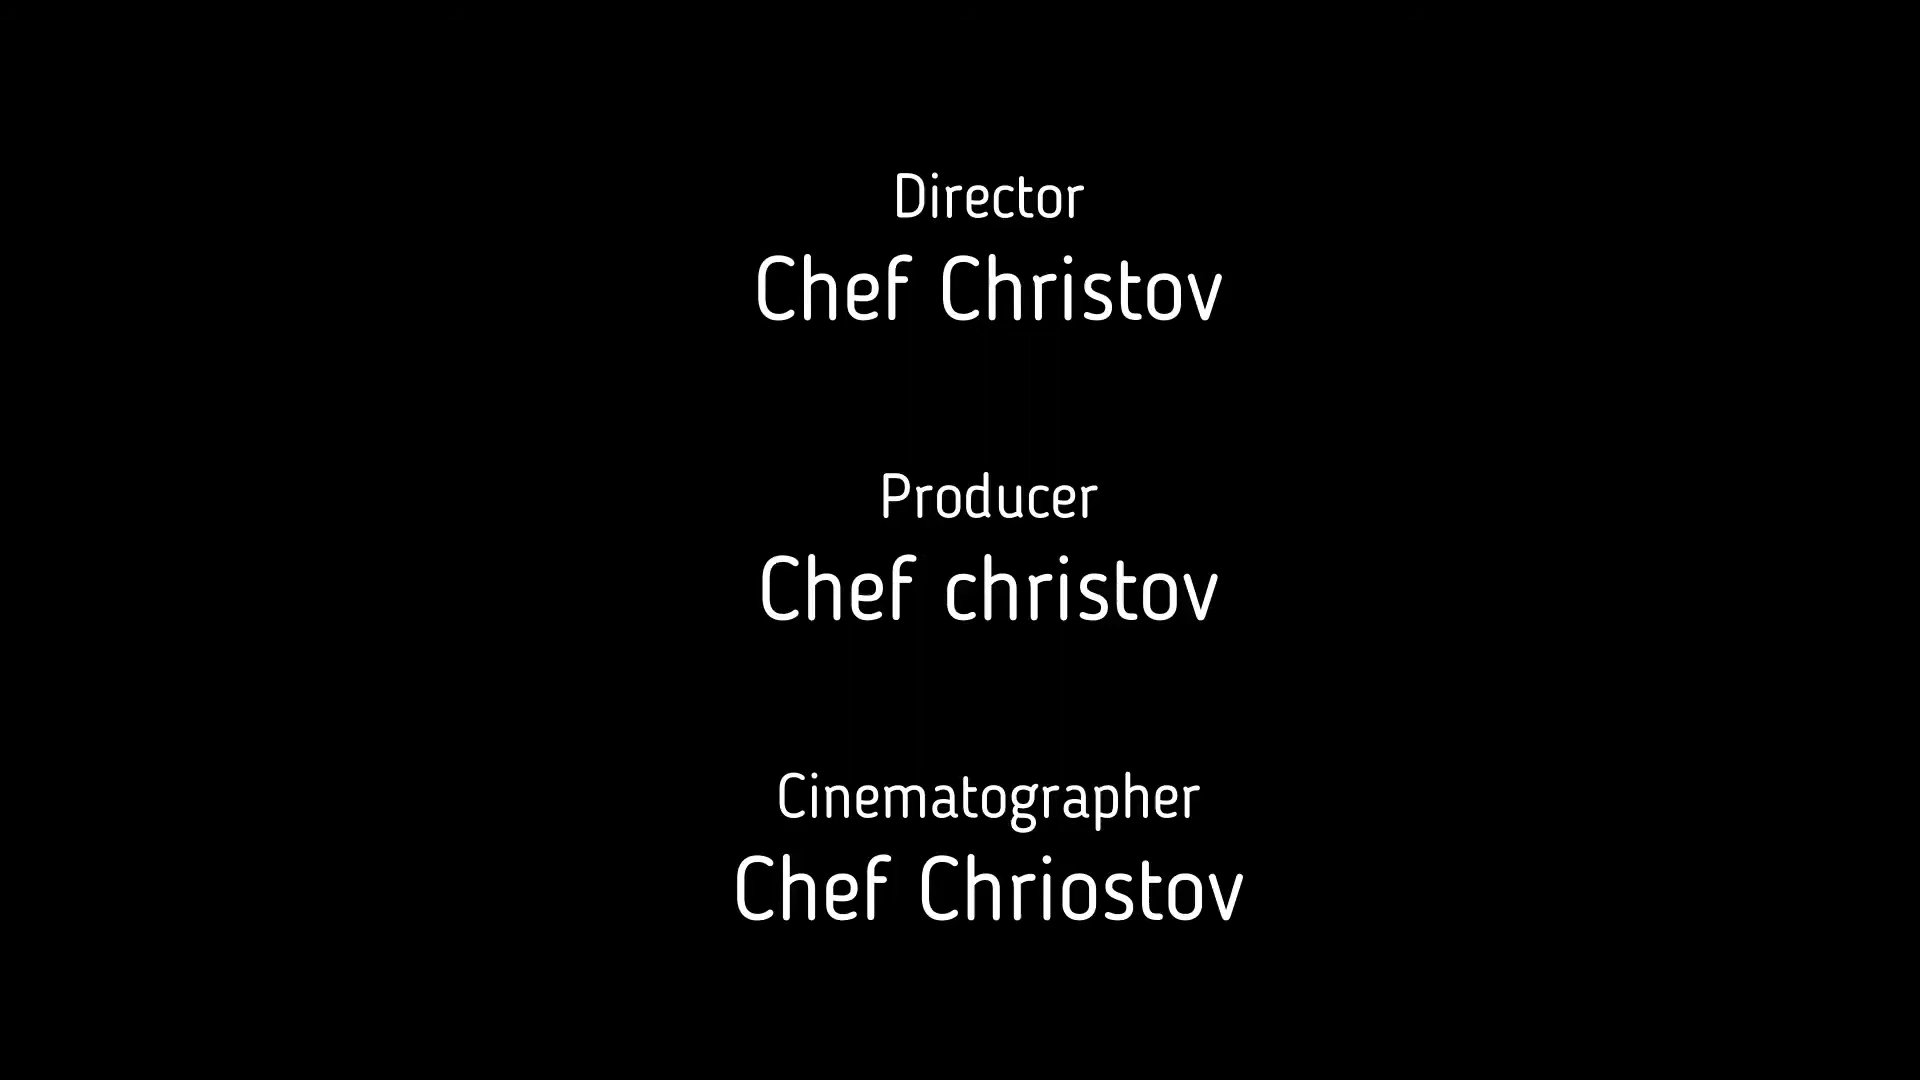 Director
Chef Christov
Producer
Chef christov
Cinematographer
Chef Chriostov